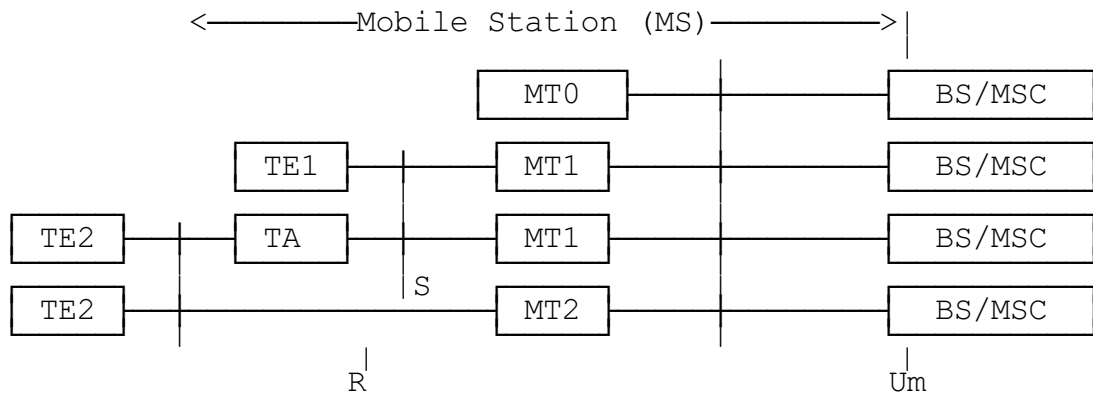 Mobile Station (MS)
MT0 BS/MSC
TE1 MT1 BS/MSC
TE2 TA MT1 BS/MSC
S
TE2 MT2 BS/MSC
R Um